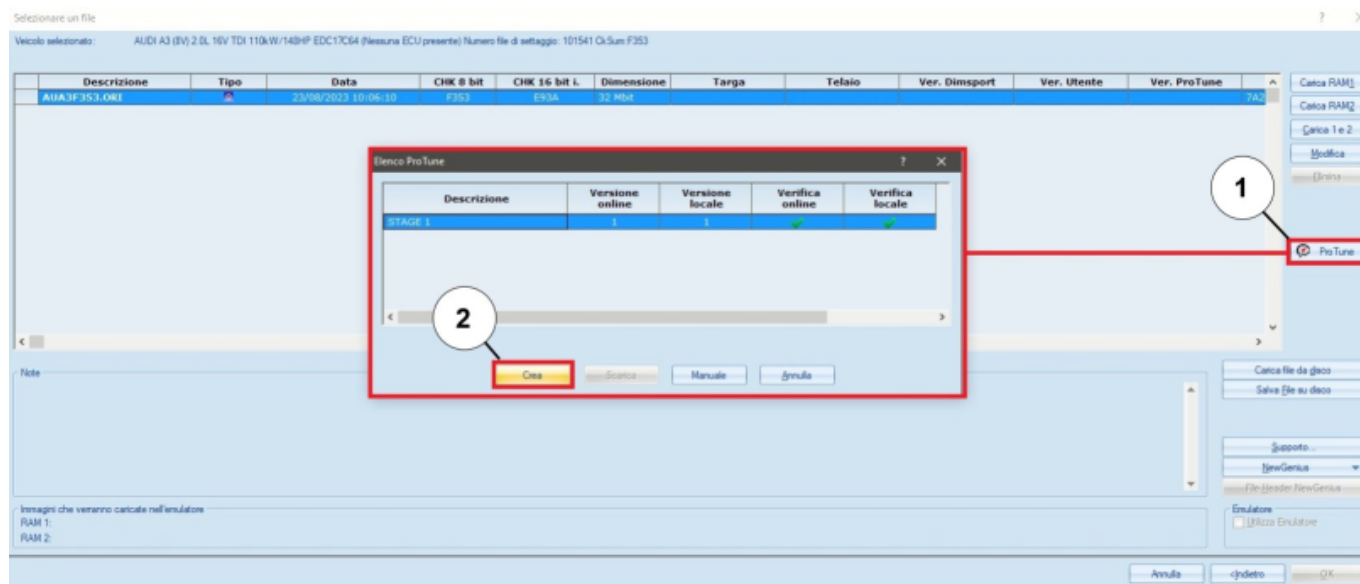 Selezionare un file
Veicolo selezionato: AUDI A3 (8V) 2.0L 16V TDI 110kW/148HP EDC17C64 (Nessuna ECU presente) Numero file di settaggio: 101541 CkSum:F353
Descrizione Tipo Data CHK 8 bit CHK 16 bit i. Dimensione Targa Telaio Ver. Dimsport Ver. Utente Ver. ProTune
AUA3F353.ORI 23/08/2023 10:06:10 F353 E93A 32 Mbit 7A2
Carica RAM1
Carica RAM2
Carica 1 e 2
Modifica
Elimina
1
ProTune
Elenco ProTune ? ×
Descrizione Versione online Versione locale Verifica online Verifica locale
STAGE 1 1 1
2
Crea Scarica Manuale Annulla
Note
Carica file da disco
Salva File su disco
Supporto...
NewGenius
File Header NewGenius
Immagini che verranno caricate nell'emulatore
RAM 1:
RAM 2:
Emulatore
Utilizza Emulatore
Annulla <Indietro OK